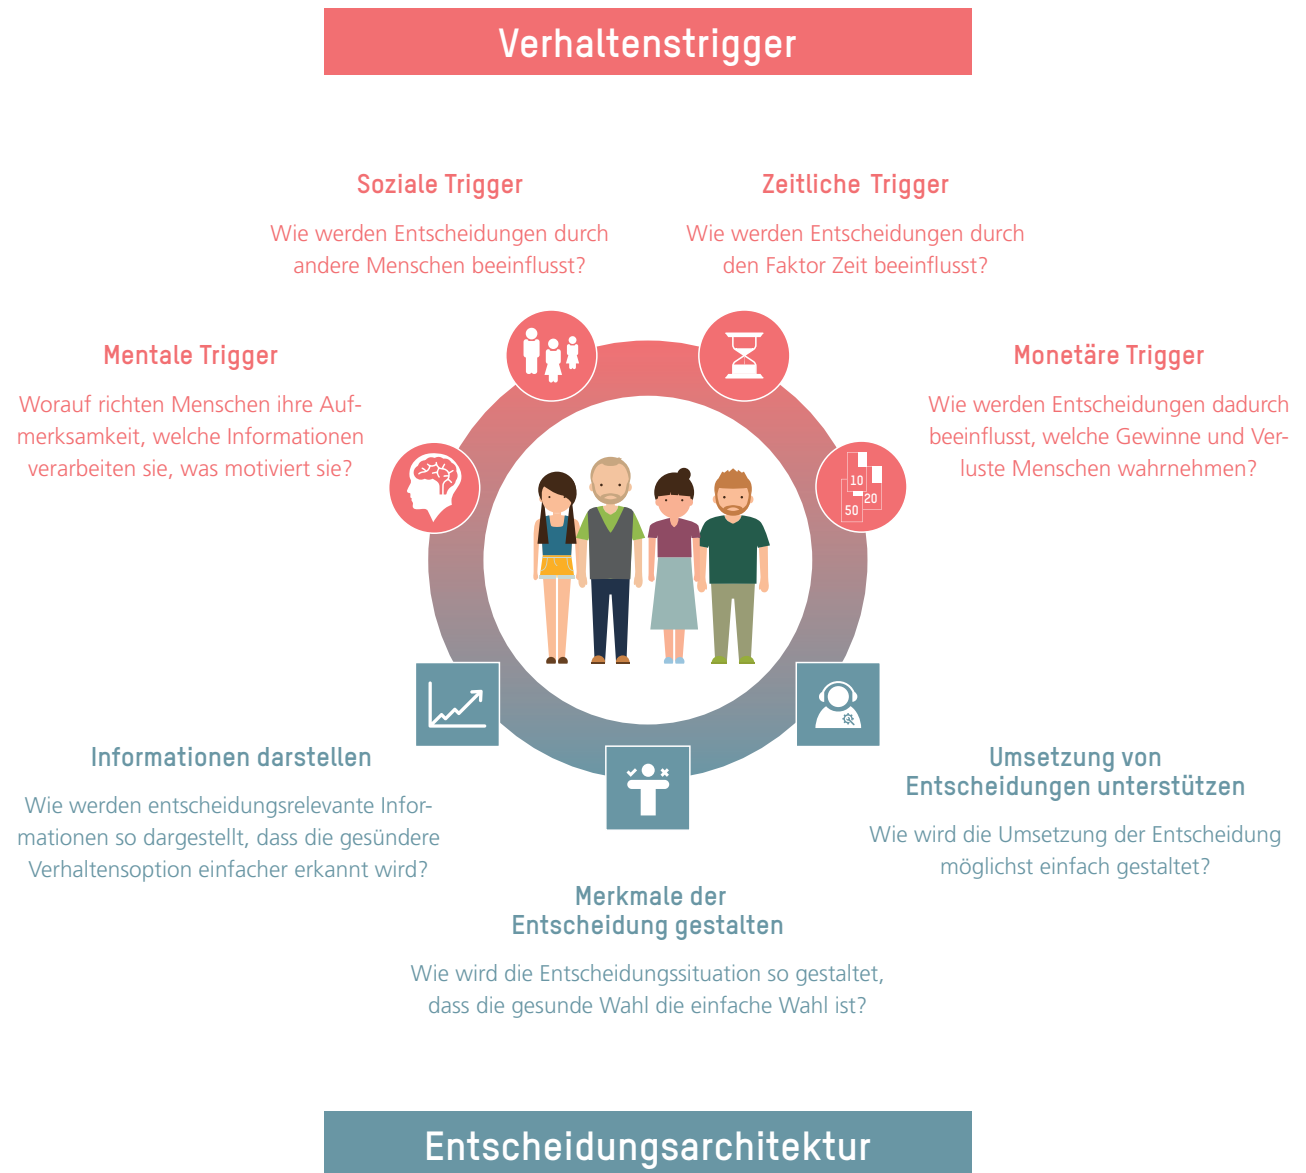 Verhaltenstrigger
Soziale Trigger
Wie werden Entscheidungen durch
andere Menschen beeinflusst?
Zeitliche Trigger
Wie werden Entscheidungen durch
den Faktor Zeit beeinflusst?
Mentale Trigger
Worauf richten Menschen ihre Auf-
merksamkeit, welche Informationen
verarbeiten sie, was motiviert sie?
Monetäre Trigger
Wie werden Entscheidungen dadurch
beeinflusst, welche Gewinne und Ver-
luste Menschen wahrnehmen?
10
20
50
Informationen darstellen
Wie werden entscheidungsrelevante Infor-
mationen so dargestellt, dass die gesündere
Verhaltensoption einfacher erkannt wird?
Umsetzung von
Entscheidungen unterstützen
Wie wird die Umsetzung der Entscheidung
möglichst einfach gestaltet?
Merkmale der
Entscheidung gestalten
Wie wird die Entscheidungssituation so gestaltet,
dass die gesunde Wahl die einfache Wahl ist?
Entscheidungsarchitektur